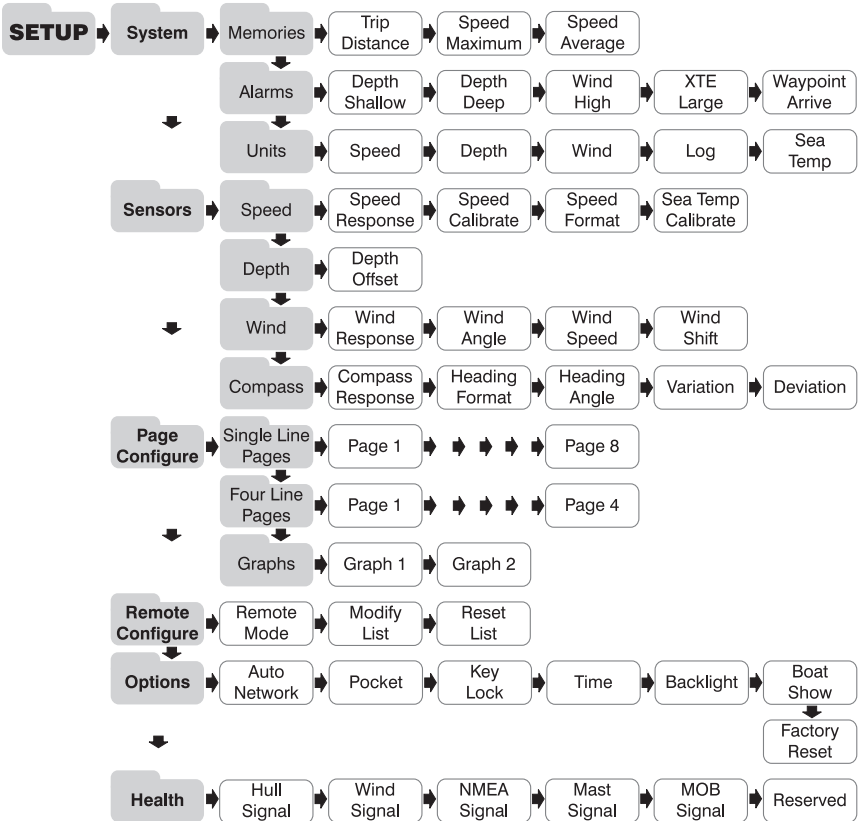 SETUP
System
Memories
Trip
Distance
Speed
Maximum
Speed
Average
Alarms
Depth
Shallow
Depth
Deep
Wind
High
XTE
Large
Waypoint
Arrive
Units
Speed
Depth
Wind
Log
Sea
Temp
Sensors
Speed
Speed
Response
Speed
Calibrate
Speed
Format
Sea Temp
Calibrate
Depth
Depth
Offset
Wind
Wind
Response
Wind
Angle
Wind
Speed
Wind
Shift
Compass
Compass
Response
Heading
Format
Heading
Angle
Variation
Deviation
Page
Configure
Single Line
Pages
Page 1
Page 8
Four Line
Pages
Page 1
Page 4
Graphs
Graph 1
Graph 2
Remote
Configure
Remote
Mode
Modify
List
Reset
List
Options
Auto
Network
Pocket
Key
Lock
Time
Backlight
Boat
Show
Factory
Reset
Health
Hull
Signal
Wind
Signal
NMEA
Signal
Mast
Signal
MOB
Signal
Reserved